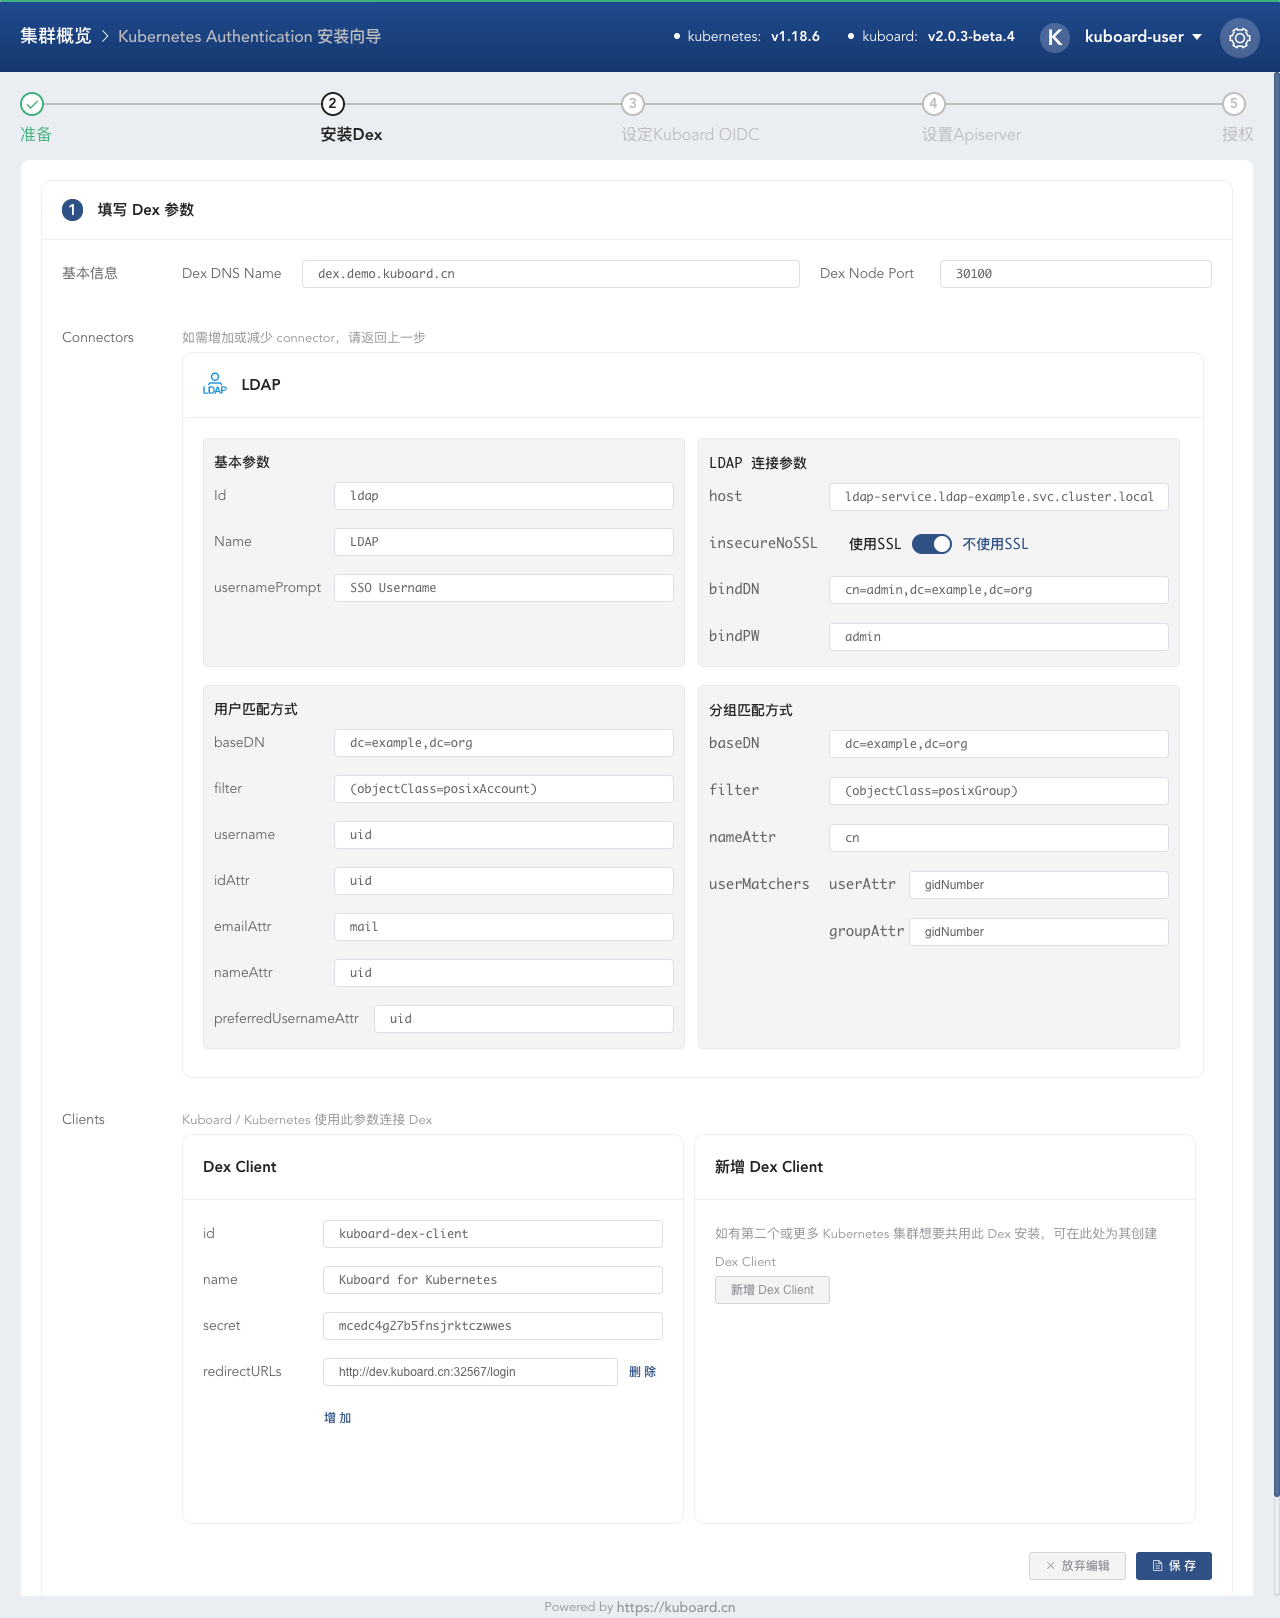 集群概览 > Kubernetes Authentication 安装向导
• kubernetes: v1.18.6 • kuboard: v2.0.3-beta.4 K kuboard-user
2 3 4 5
准备 安装Dex 设定Kuboard OIDC 设置Apiserver 授权
1 填写 Dex 参数
基本信息 Dex DNS Name dex.demo.kuboard.cn Dex Node Port 30100
Connectors 如需增加或减少 connector，请返回上一步
LDAP LDAP
基本参数
Id ldap
Name LDAP
usernamePrompt SSO Username
LDAP 连接参数
host ldap-service.ldap-example.svc.cluster.local
insecureNoSSL 使用SSL 不使用SSL
bindDN cn=admin,dc=example,dc=org
bindPW admin
用户匹配方式
baseDN dc=example,dc=org
filter (objectClass=posixAccount)
username uid
idAttr uid
emailAttr mail
nameAttr uid
preferredUsernameAttr uid
分组匹配方式
baseDN dc=example,dc=org
filter (objectClass=posixGroup)
nameAttr cn
userMatchers userAttr gidNumber
groupAttr gidNumber
Clients Kuboard / Kubernetes 使用此参数连接 Dex
Dex Client
id kuboard-dex-client
name Kuboard for Kubernetes
secret mcedc4g27b5fnsjrktczwwes
redirectURLs http://dev.kuboard.cn:32567/login 删 除
增 加
新增 Dex Client
如有第二个或更多 Kubernetes 集群想要共用此 Dex 安装，可在此处为其创建
Dex Client
新增 Dex Client
放弃编辑 保 存
Powered by https://kuboard.cn